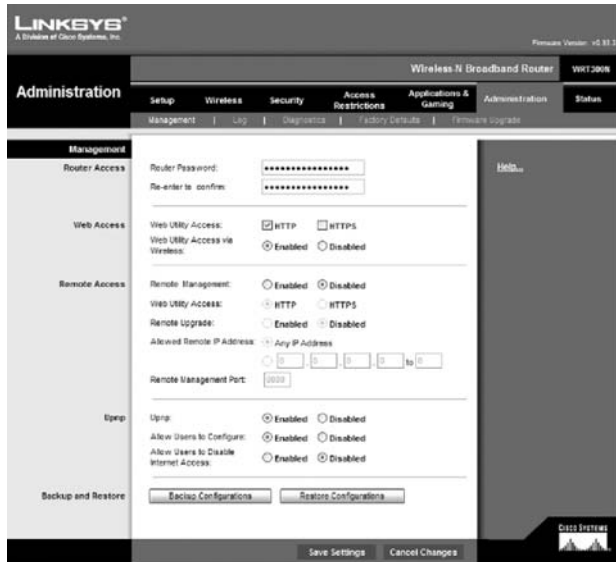 LINKSYS®
A Division of Cisco Systems, Inc.
Firmware Version:
Wireless-N Broadband Router WRT300N
Administration
Setup Wireless Security Access Restrictions Applications & Gaming Administration Status
Management | Log | Diagnostics | Factory Defaults | Firmware Upgrade
Management
Router Access
Router Password:
Re-enter to confirm:
Help...
Web Access
Web Utility Access: HTTP HTTPS
Web Utility Access via Wireless: Enabled Disabled
Remote Access
Remote Management: Enabled Disabled
Web Utility Access: HTTP HTTPS
Remote Upgrade: Enabled Disabled
Allowed Remote IP Address: Any IP Address
0 . 0 . 0 . 0 to 0
Remote Management Port:
Upnp
Upnp: Enabled Disabled
Allow Users to Configure: Enabled Disabled
Allow Users to Disable Internet Access: Enabled Disabled
Backup and Restore
Backup Configurations Restore Configurations
Save Settings Cancel Changes
CISCO SYSTEMS